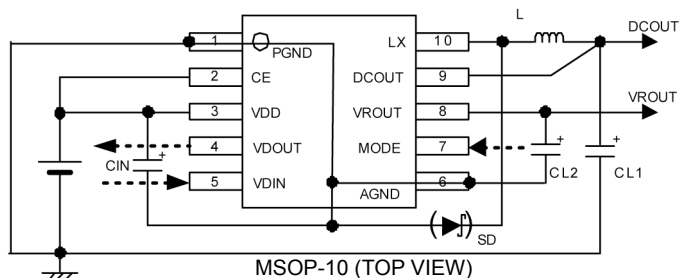 L
DCOUT
1 PGND LX 10
2 CE DCOUT 9
VROUT
3 VDD VROUT 8
4 VDOUT MODE 7
CIN + + +
5 VDIN AGND 6
CL2 CL1
SD
MSOP-10 (TOP VIEW)